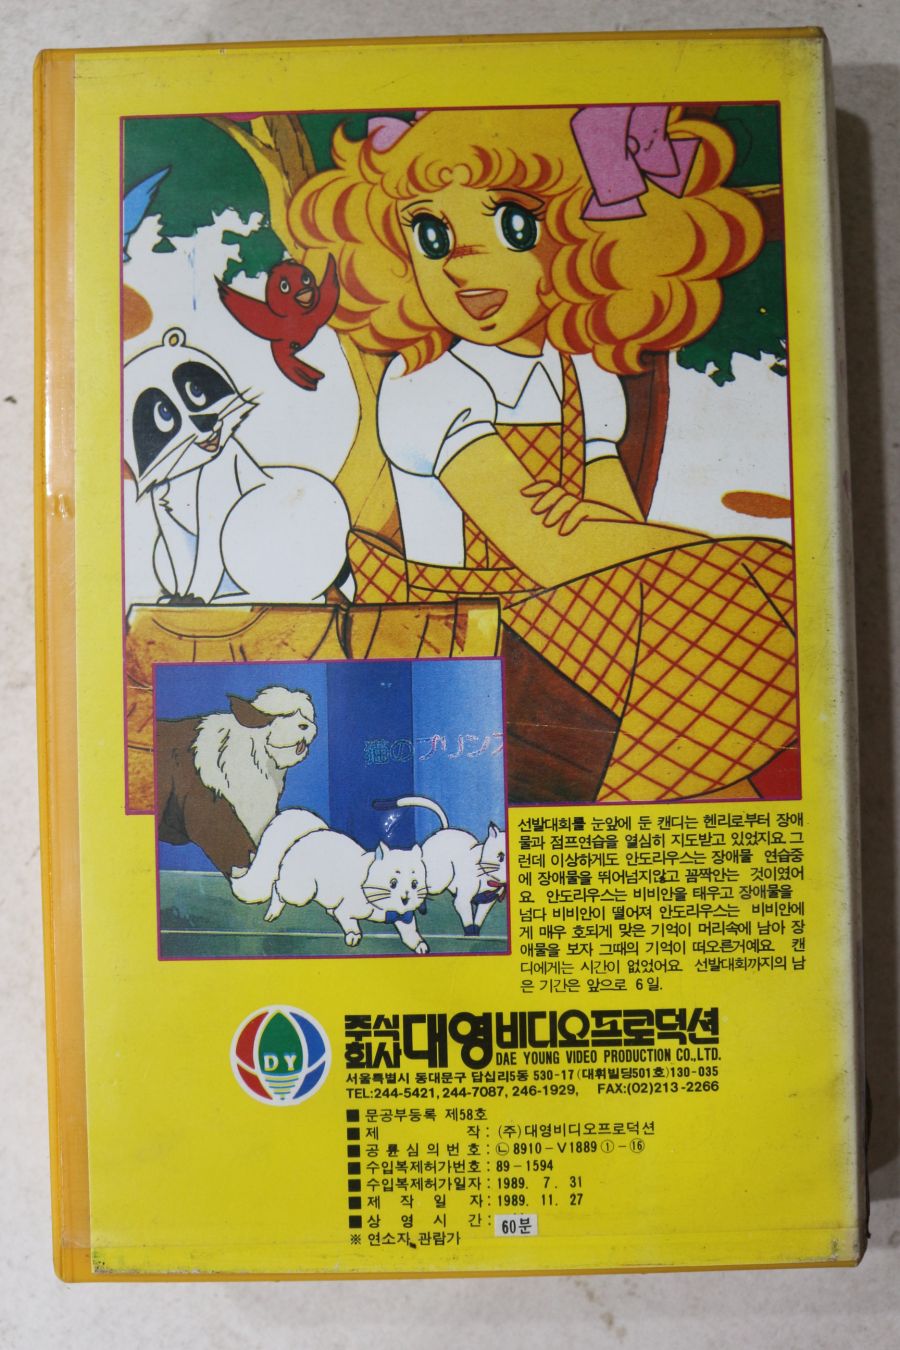 猫のプリンス
선발대회를 눈앞에 둔 캔디는 헨리로부터 장애
물과 점프연습을 열심히 지도받고 있었지요. 그
런데 이상하게도 안도리우스는 장애물 연습중
에 장애물을 뛰어넘지않고 꼼짝안는 것이였어
요. 안도리우스는 비비안을 태우고 장애물을
넘다 비비안이 떨어져 안도리우스는 비비안에
게 매우 호되게 맞은 기억이 머리속에 남아 장
애물을 보자 그때의 기억이 떠오른거예요. 캔
디에게는 시간이 없었어요. 선발대회까지의 남
은 기간은 앞으로 6일.
DY
주식회사 대영비디오프로덕션
DAE YOUNG VIDEO PRODUCTION CO.,LTD.
서울특별시 동대문구 답십리5동 530-17 (대휘빌딩501호) 130-035
TEL:244-5421, 244-7087, 246-1929, FAX:(02)213-2266
■ 문공부등록 제58호
■ 제 작 : (주)대영비디오프로덕션
■ 공륜심의번호 : ㉡ 8910-V1889 ①-⑯
■ 수입복제허가번호 : 89-1594
■ 수입복제허가일자 : 1989. 7. 31
■ 제작일자 : 1989. 11. 27
■ 상영시간 : 60분
※ 연소자 관람가